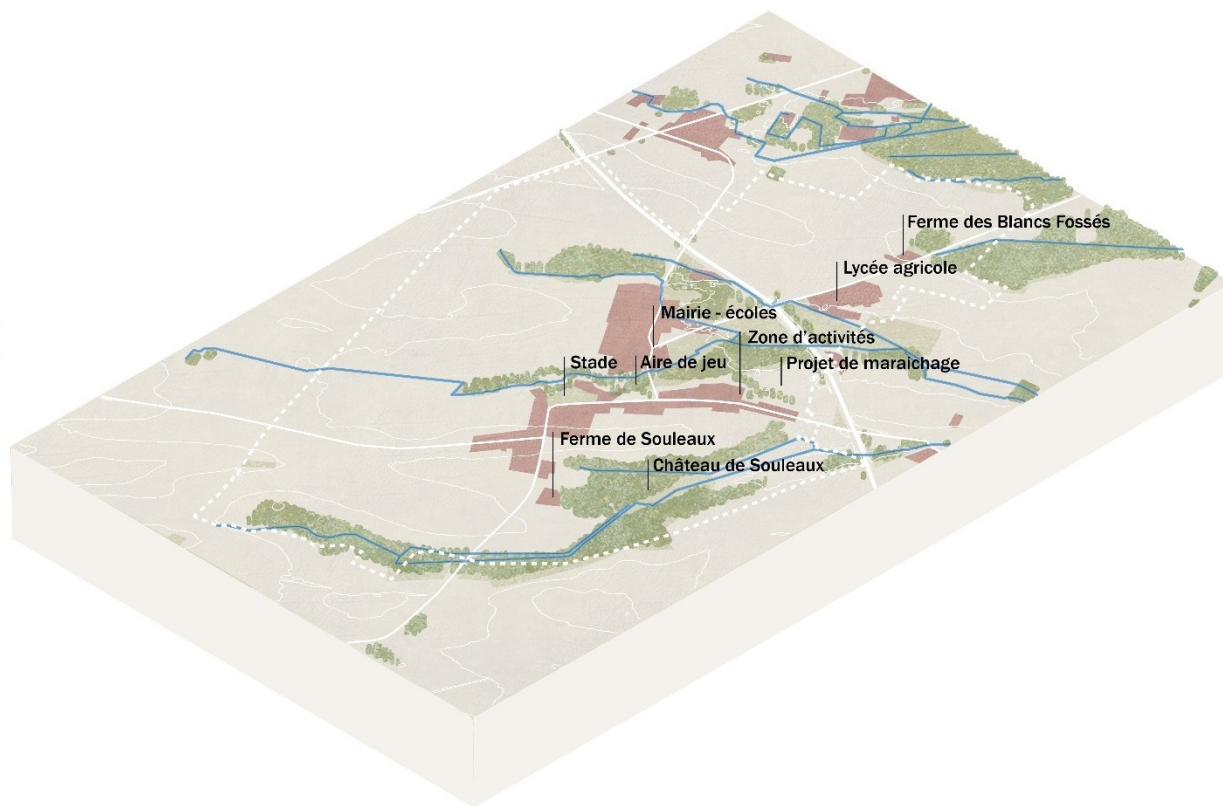 Ferme des Blancs Fossés
Lycée agricole
Mairie - écoles
Zone d'activités
Stade
Aire de jeu
Projet de maraichage
Ferme de Souleaux
Château de Souleaux